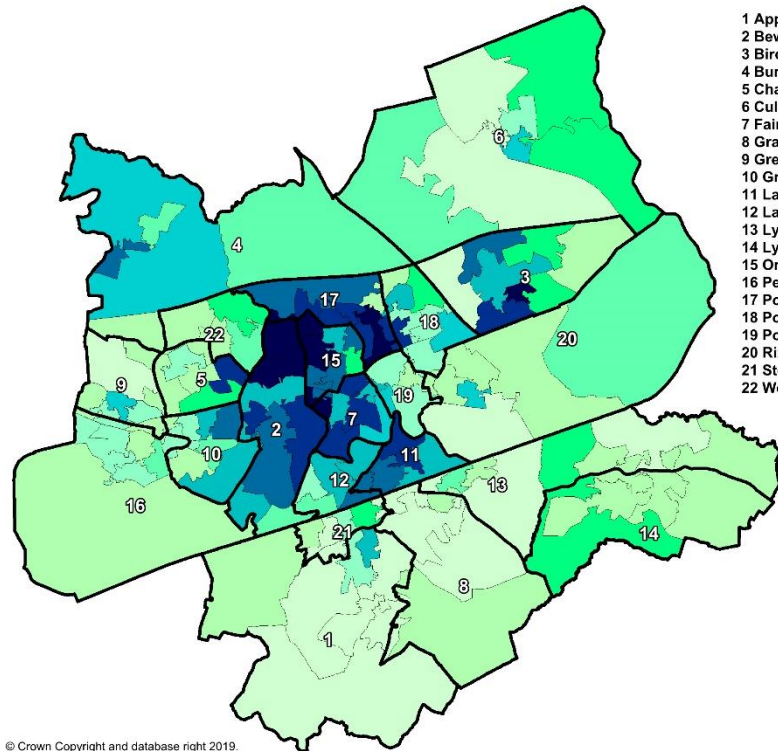 1 App
2 Bew
3 Birc
4 Bur
5 Cha
6 Cul
7 Fair
8 Gra
9 Gre
10 Gr
11 La
12 La
13 Ly
14 Ly
15 Or
16 Pe
17 Po
18 Po
19 Po
20 Ri
21 Sto
22 We
6
4
3
17
18
22
20
15
5
9
19
2
7
10
11
12
13
16
21
14
8
1
© Crown Copyright and database right 2019.